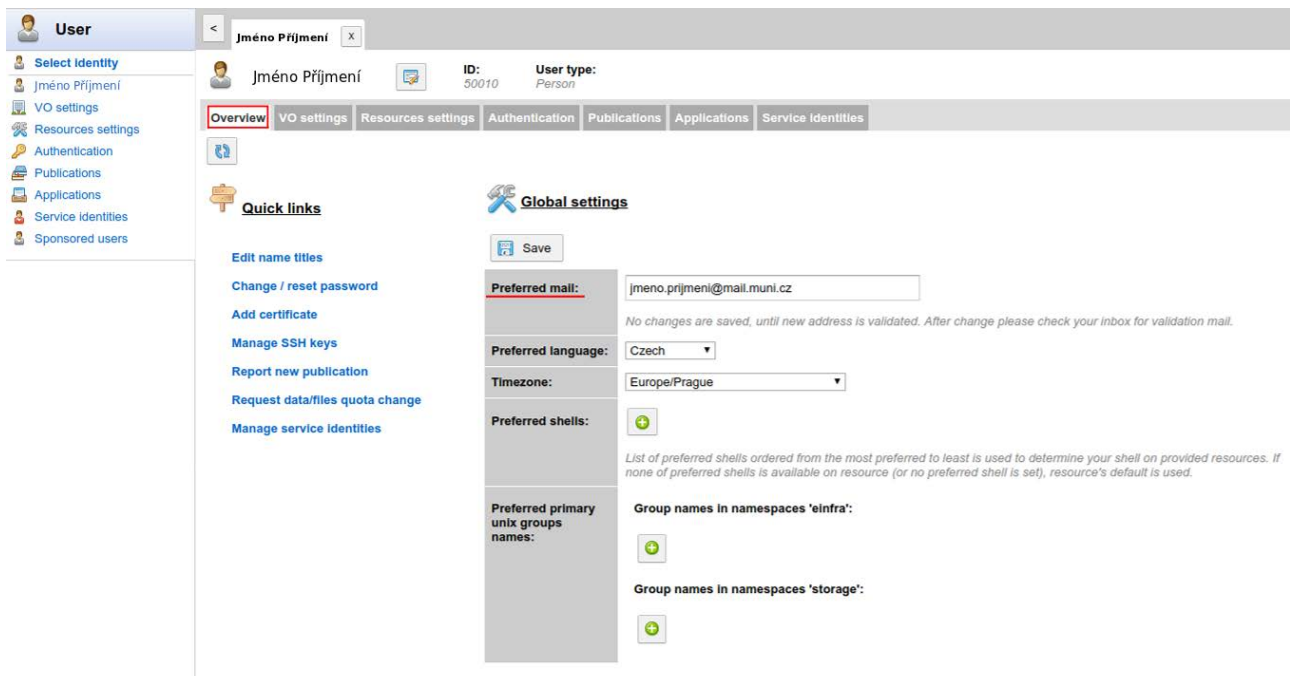 User
Select identity
Jméno Příjmení
VO settings
Resources settings
Authentication
Publications
Applications
Service identities
Sponsored users
< Jméno Příjmení X
Jméno Příjmení ID: User type:
50010 Person
Overview VO settings Resources settings Authentication Publications Applications Service identities
Quick links
Edit name titles
Change / reset password
Add certificate
Manage SSH keys
Report new publication
Request data/files quota change
Manage service identities
Global settings
Save
Preferred mail: jmeno.prijmeni@mail.muni.cz
No changes are saved, until new address is validated. After change please check your inbox for validation mail.
Preferred language: Czech
Timezone: Europe/Prague
Preferred shells:
List of preferred shells ordered from the most preferred to least is used to determine your shell on provided resources. If
none of preferred shells is available on resource (or no preferred shell is set), resource's default is used.
Preferred primary
unix groups
names:
Group names in namespaces 'einfra':
Group names in namespaces 'storage':